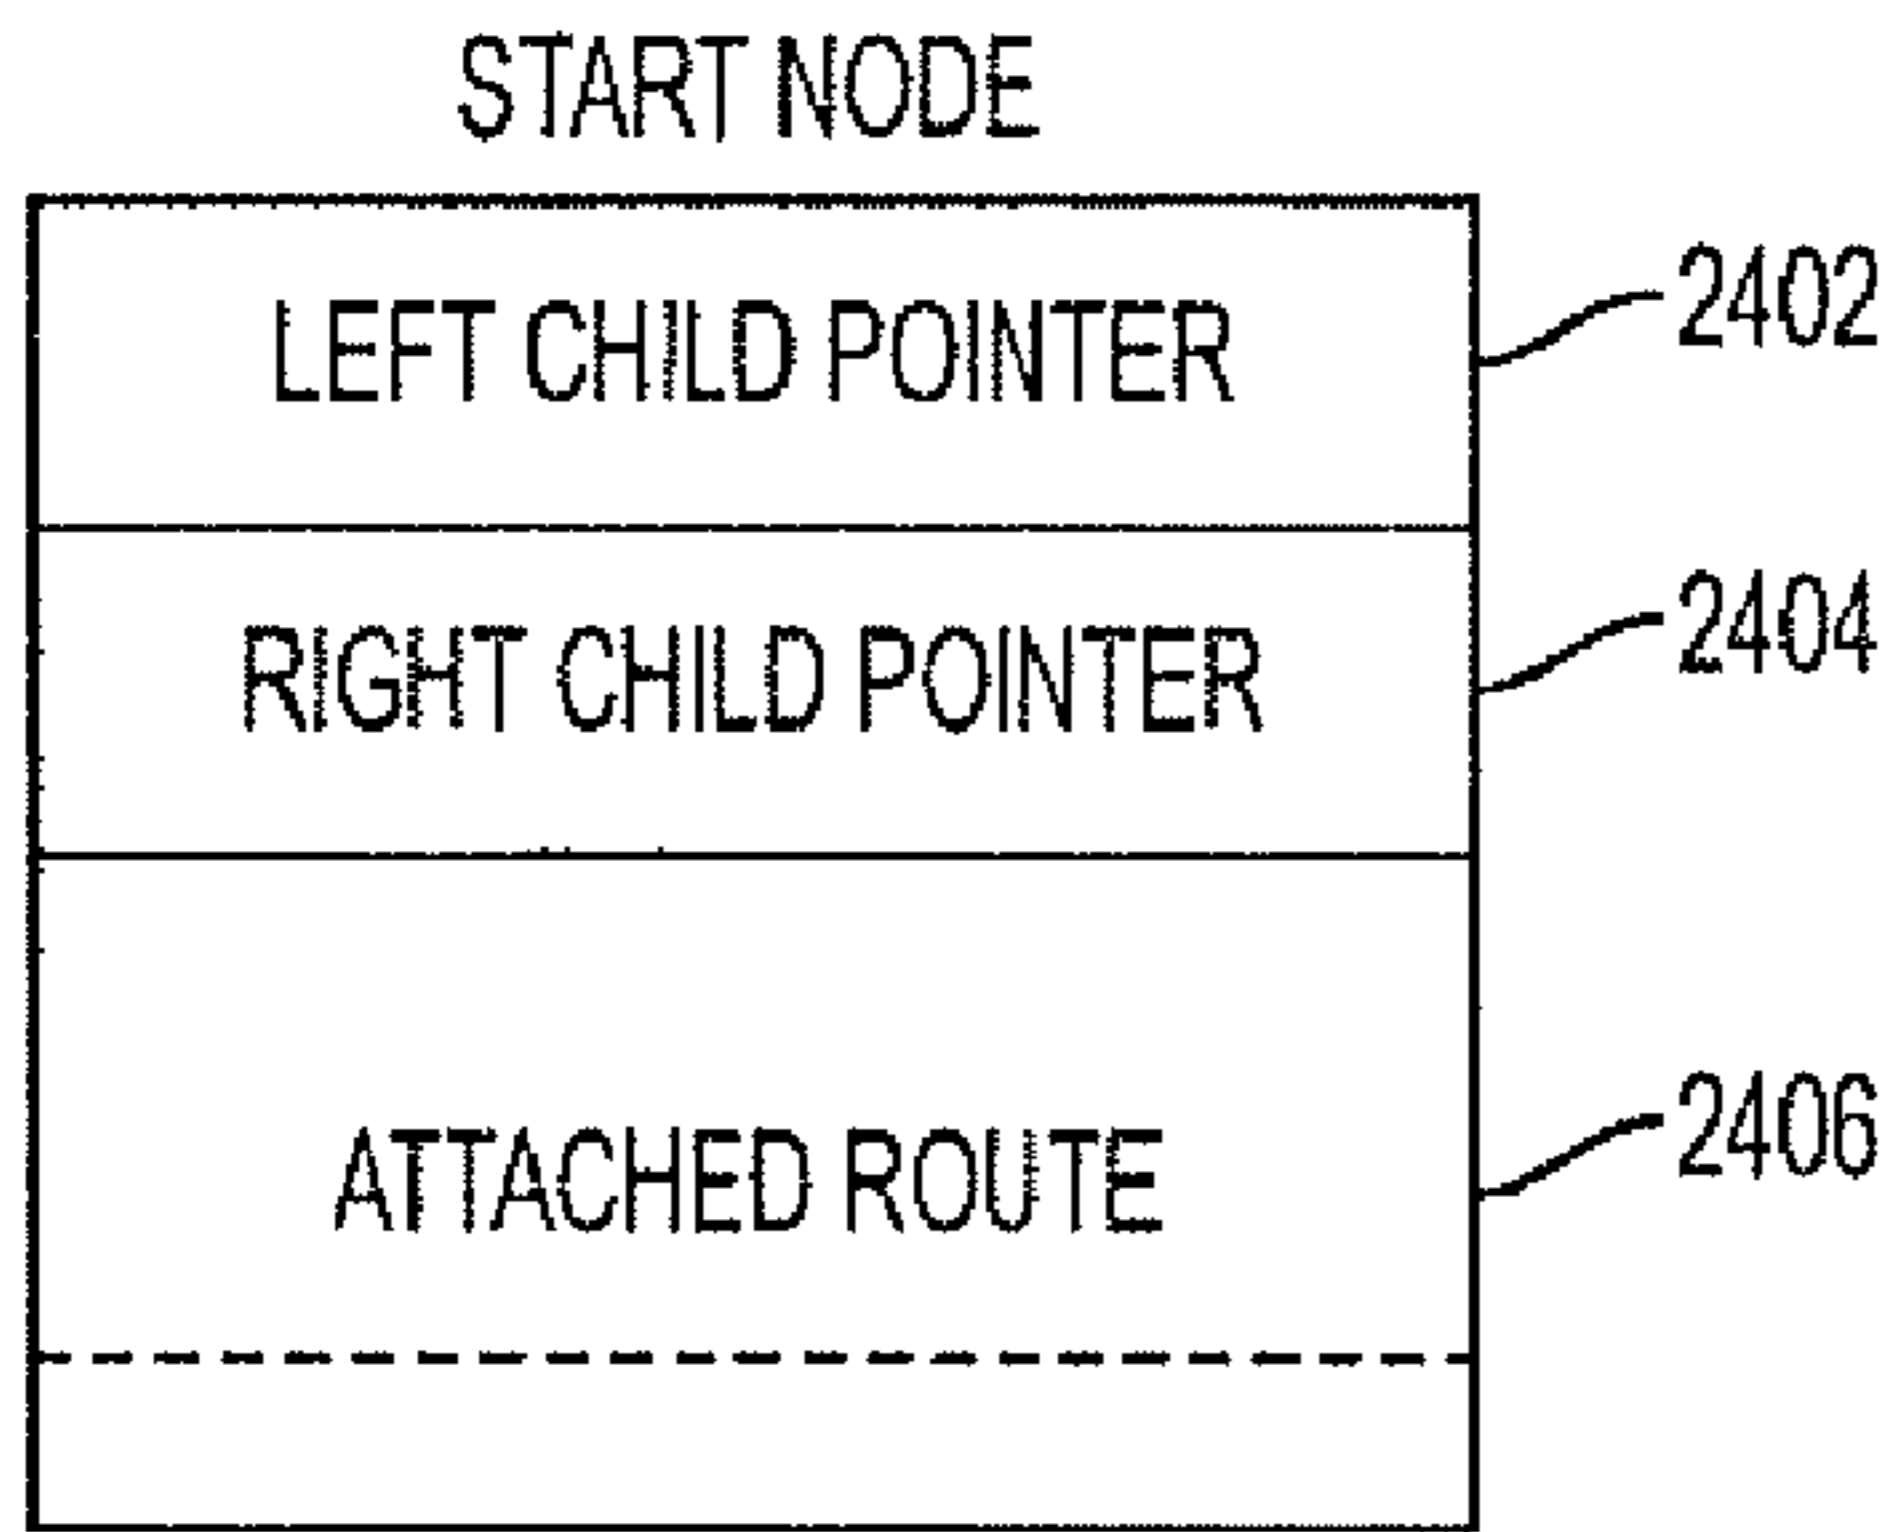 START NODE
LEFT CHILD POINTER
2402
RIGHT CHILD POINTER
2404
ATTACHED ROUTE
2406